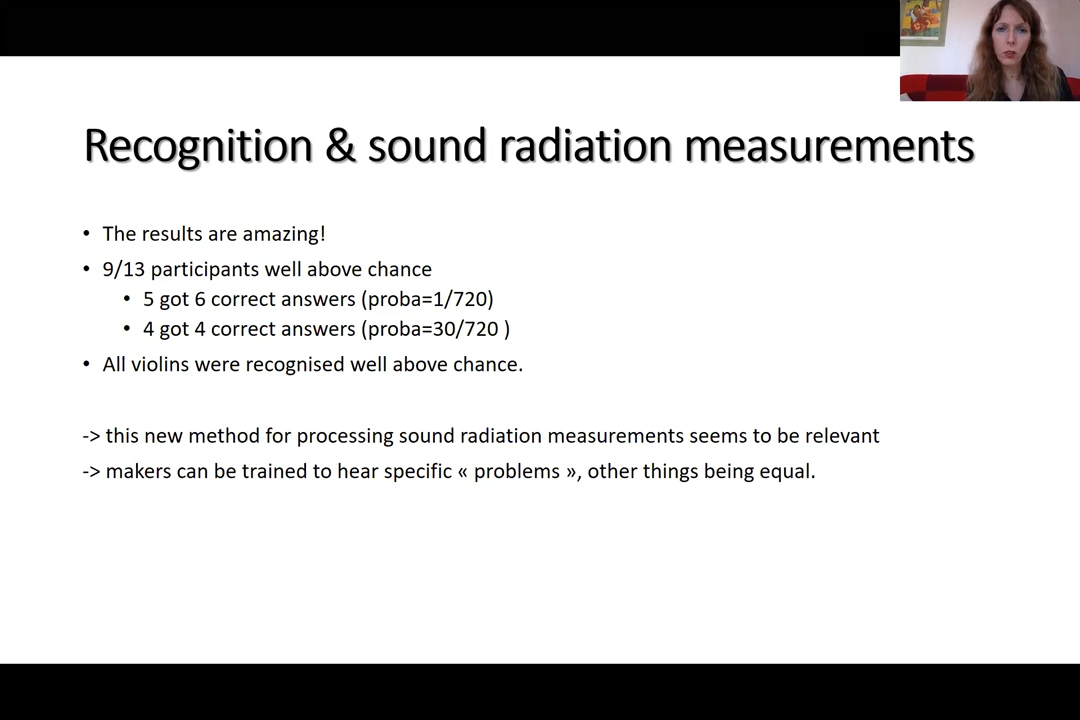 Recognition & sound radiation measurements
• The results are amazing!
• 9/13 participants well above chance
• 5 got 6 correct answers (proba=1/720)
• 4 got 4 correct answers (proba=30/720 )
• All violins were recognised well above chance.
-> this new method for processing sound radiation measurements seems to be relevant
-> makers can be trained to hear specific « problems », other things being equal.